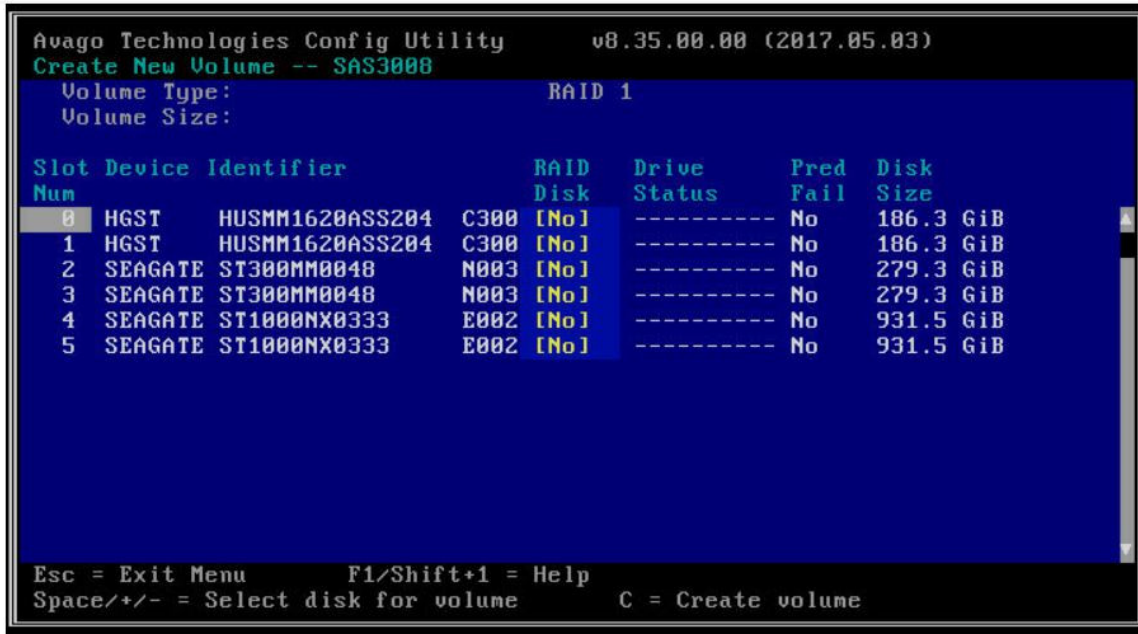 Avago Technologies Config Utility v8.35.00.00 (2017.05.03)
Create New Volume -- SAS3008
Volume Type: RAID 1
Volume Size:
Slot Device Identifier RAID Drive Pred Disk
Num Disk Status Fail Size
0 HGST HUSMM1620ASS204 C300 [No] ---------- No 186.3 GiB
1 HGST HUSMM1620ASS204 C300 [No] ---------- No 186.3 GiB
2 SEAGATE ST300MM0048 N003 [No] ---------- No 279.3 GiB
3 SEAGATE ST300MM0048 N003 [No] ---------- No 279.3 GiB
4 SEAGATE ST1000NX0333 E002 [No] ---------- No 931.5 GiB
5 SEAGATE ST1000NX0333 E002 [No] ---------- No 931.5 GiB
Esc = Exit Menu F1/Shift+1 = Help
Space/+/- = Select disk for volume C = Create volume